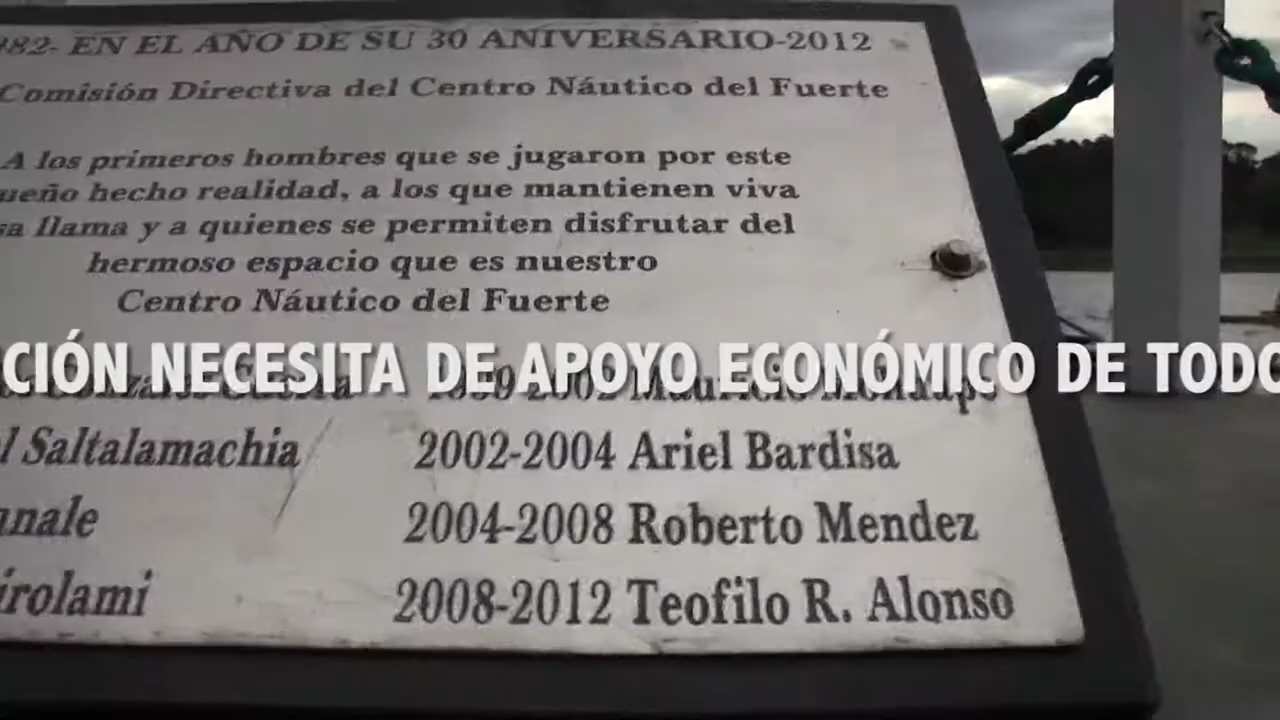 982- EN EL AÑO DE SU 30 ANIVERSARIO-2012
Comisión Directiva del Centro Náutico del Fuerte
A los primeros hombres que se jugaron por este
ueño hecho realidad, a los que mantienen viva
sa llama y a quienes se permiten disfrutar del
hermoso espacio que es nuestro
Centro Náutico del Fuerte
CIÓN NECESITA DE APOYO ECONÓMICO DE TODO
l Saltalamachia 2002-2004 Ariel Bardisa
nale 2004-2008 Roberto Mendez
irolami 2008-2012 Teofilo R. Alonso